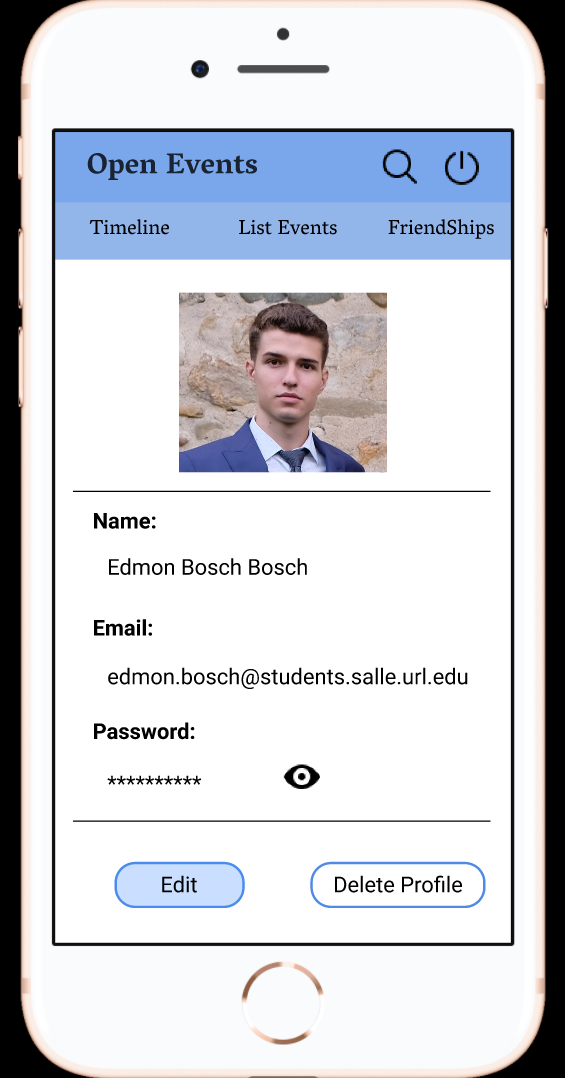 Open Events
Timeline List Events FriendShips
Name:
Edmon Bosch Bosch
Email:
edmon.bosch@students.salle.url.edu
Password:
**********
Edit Delete Profile